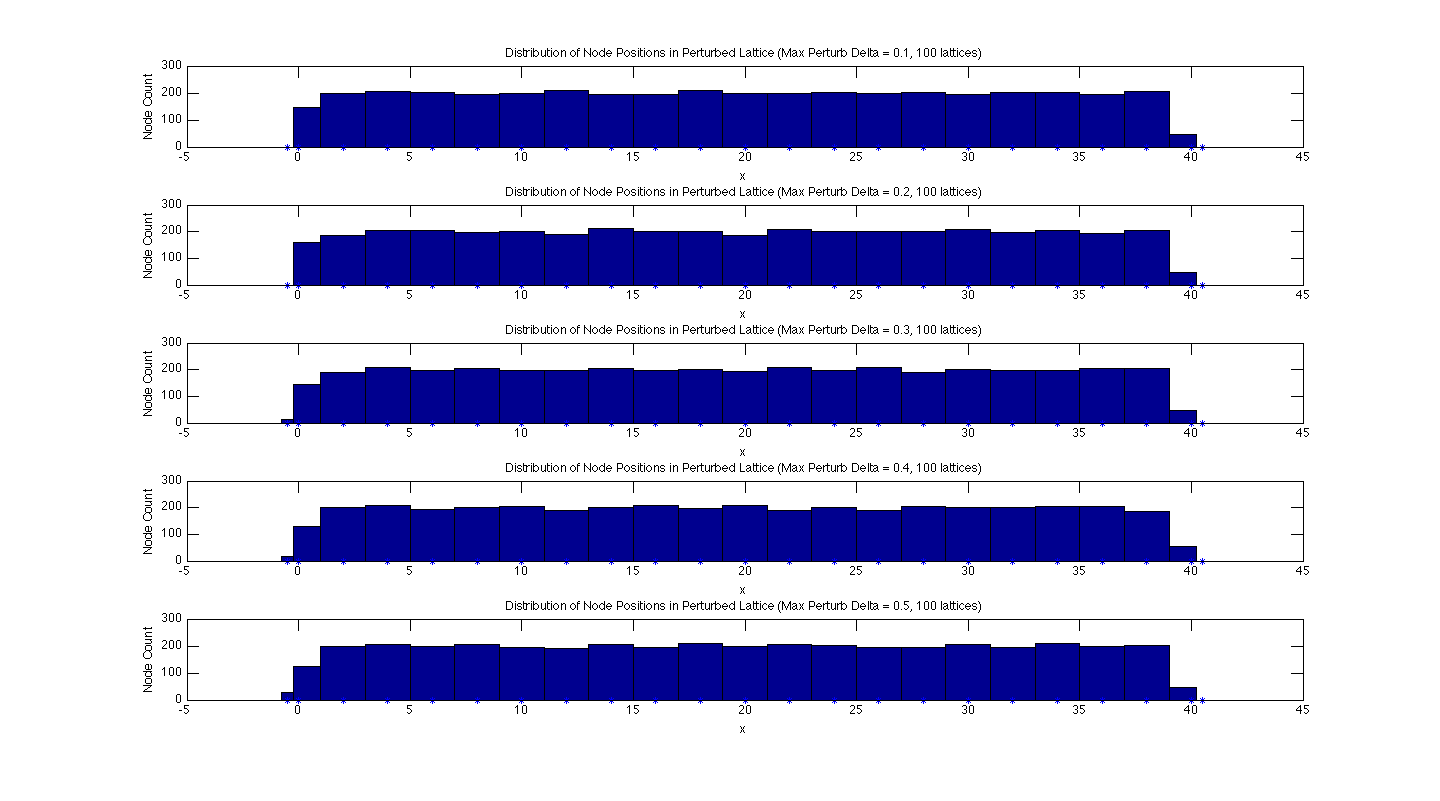 Distribution of Node Positions in Perturbed Lattice (Max Perturb Delta = 0.1, 100 lattices)
300
200
100
0
Node Count
-5 0 5 10 15 20 25 30 35 40 45
x
Distribution of Node Positions in Perturbed Lattice (Max Perturb Delta = 0.2, 100 lattices)
300
200
100
0
Node Count
-5 0 5 10 15 20 25 30 35 40 45
x
Distribution of Node Positions in Perturbed Lattice (Max Perturb Delta = 0.3, 100 lattices)
300
200
100
0
Node Count
-5 0 5 10 15 20 25 30 35 40 45
x
Distribution of Node Positions in Perturbed Lattice (Max Perturb Delta = 0.4, 100 lattices)
300
200
100
0
Node Count
-5 0 5 10 15 20 25 30 35 40 45
x
Distribution of Node Positions in Perturbed Lattice (Max Perturb Delta = 0.5, 100 lattices)
300
200
100
0
Node Count
-5 0 5 10 15 20 25 30 35 40 45
x